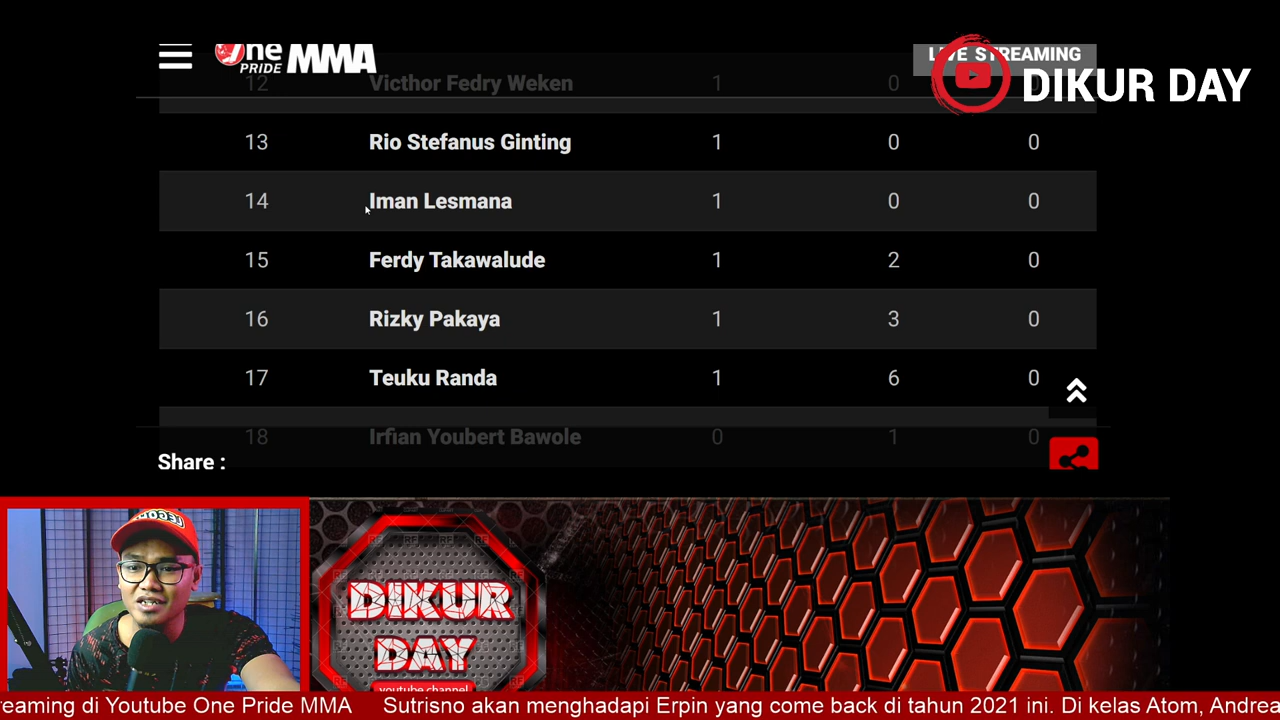 One PRIDE MMA
LIVE STREAMING
DIKUR DAY
12 Victhor Fedry Weken 1 0
13 Rio Stefanus Ginting 1 0 0
14 Iman Lesmana 1 0 0
15 Ferdy Takawalude 1 2 0
16 Rizky Pakaya 1 3 0
17 Teuku Randa 1 6 0
18 Irfian Youbert Bawole 0 1 0
Share :
DIKUR
DAY
youtube channel
reaming di Youtube One Pride MMA Sutrisno akan menghadapi Erpin yang come back di tahun 2021 ini. Di kelas Atom, Andrea